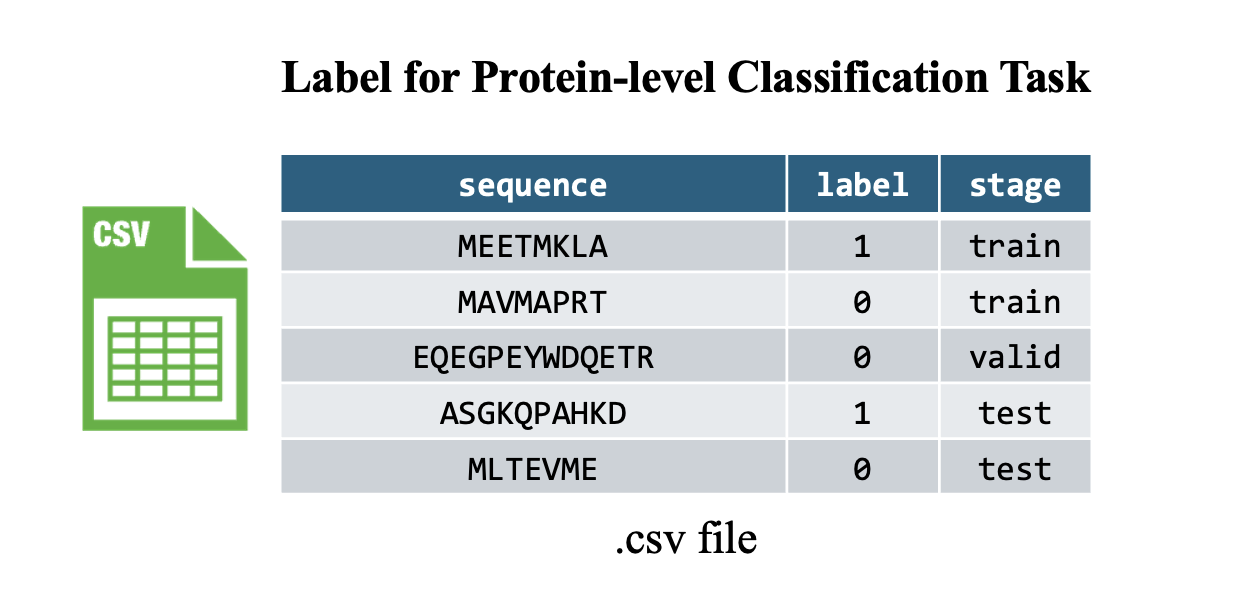 Label for Protein-level Classification Task
CSV
sequence label stage
MEETMKLA 1 train
MAVMAPRT 0 train
EQEGPEYWDQETR 0 valid
ASGKQPAHKD 1 test
MLTEVME 0 test
.csv file